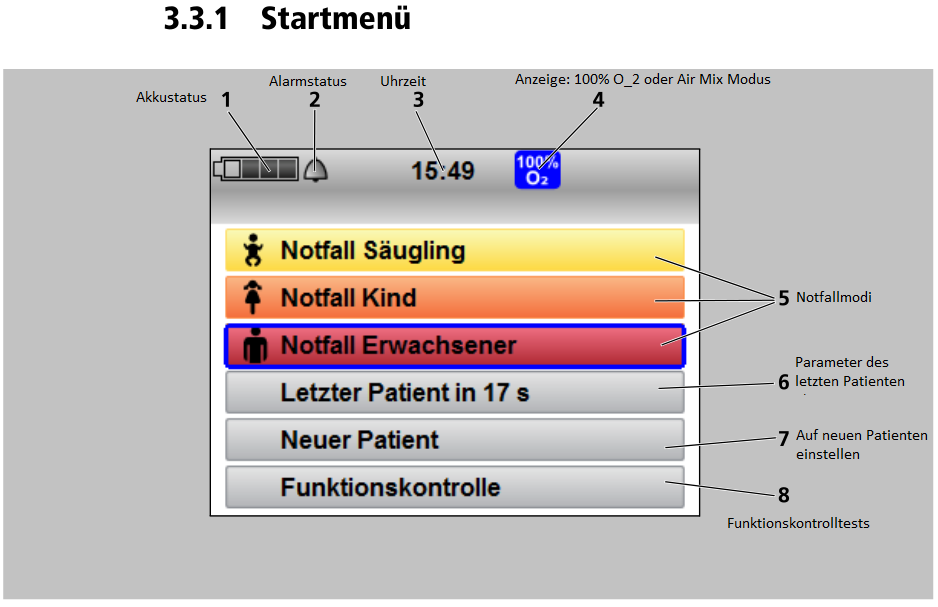 3.3.1 Startmenü
Akkustatus 1
Alarmstatus
2
Uhrzeit
3
Anzeige: 100% O_2 oder Air Mix Modus
4
15:49
100%
O₂
Notfall Säugling
Notfall Kind
Notfall Erwachsener
Letzter Patient in 17 s
Neuer Patient
Funktionskontrolle
5 Notfallmodi
6 Parameter des
letzten Patienten
7 Auf neuen Patienten
einstellen
8
Funktionskontrolltests